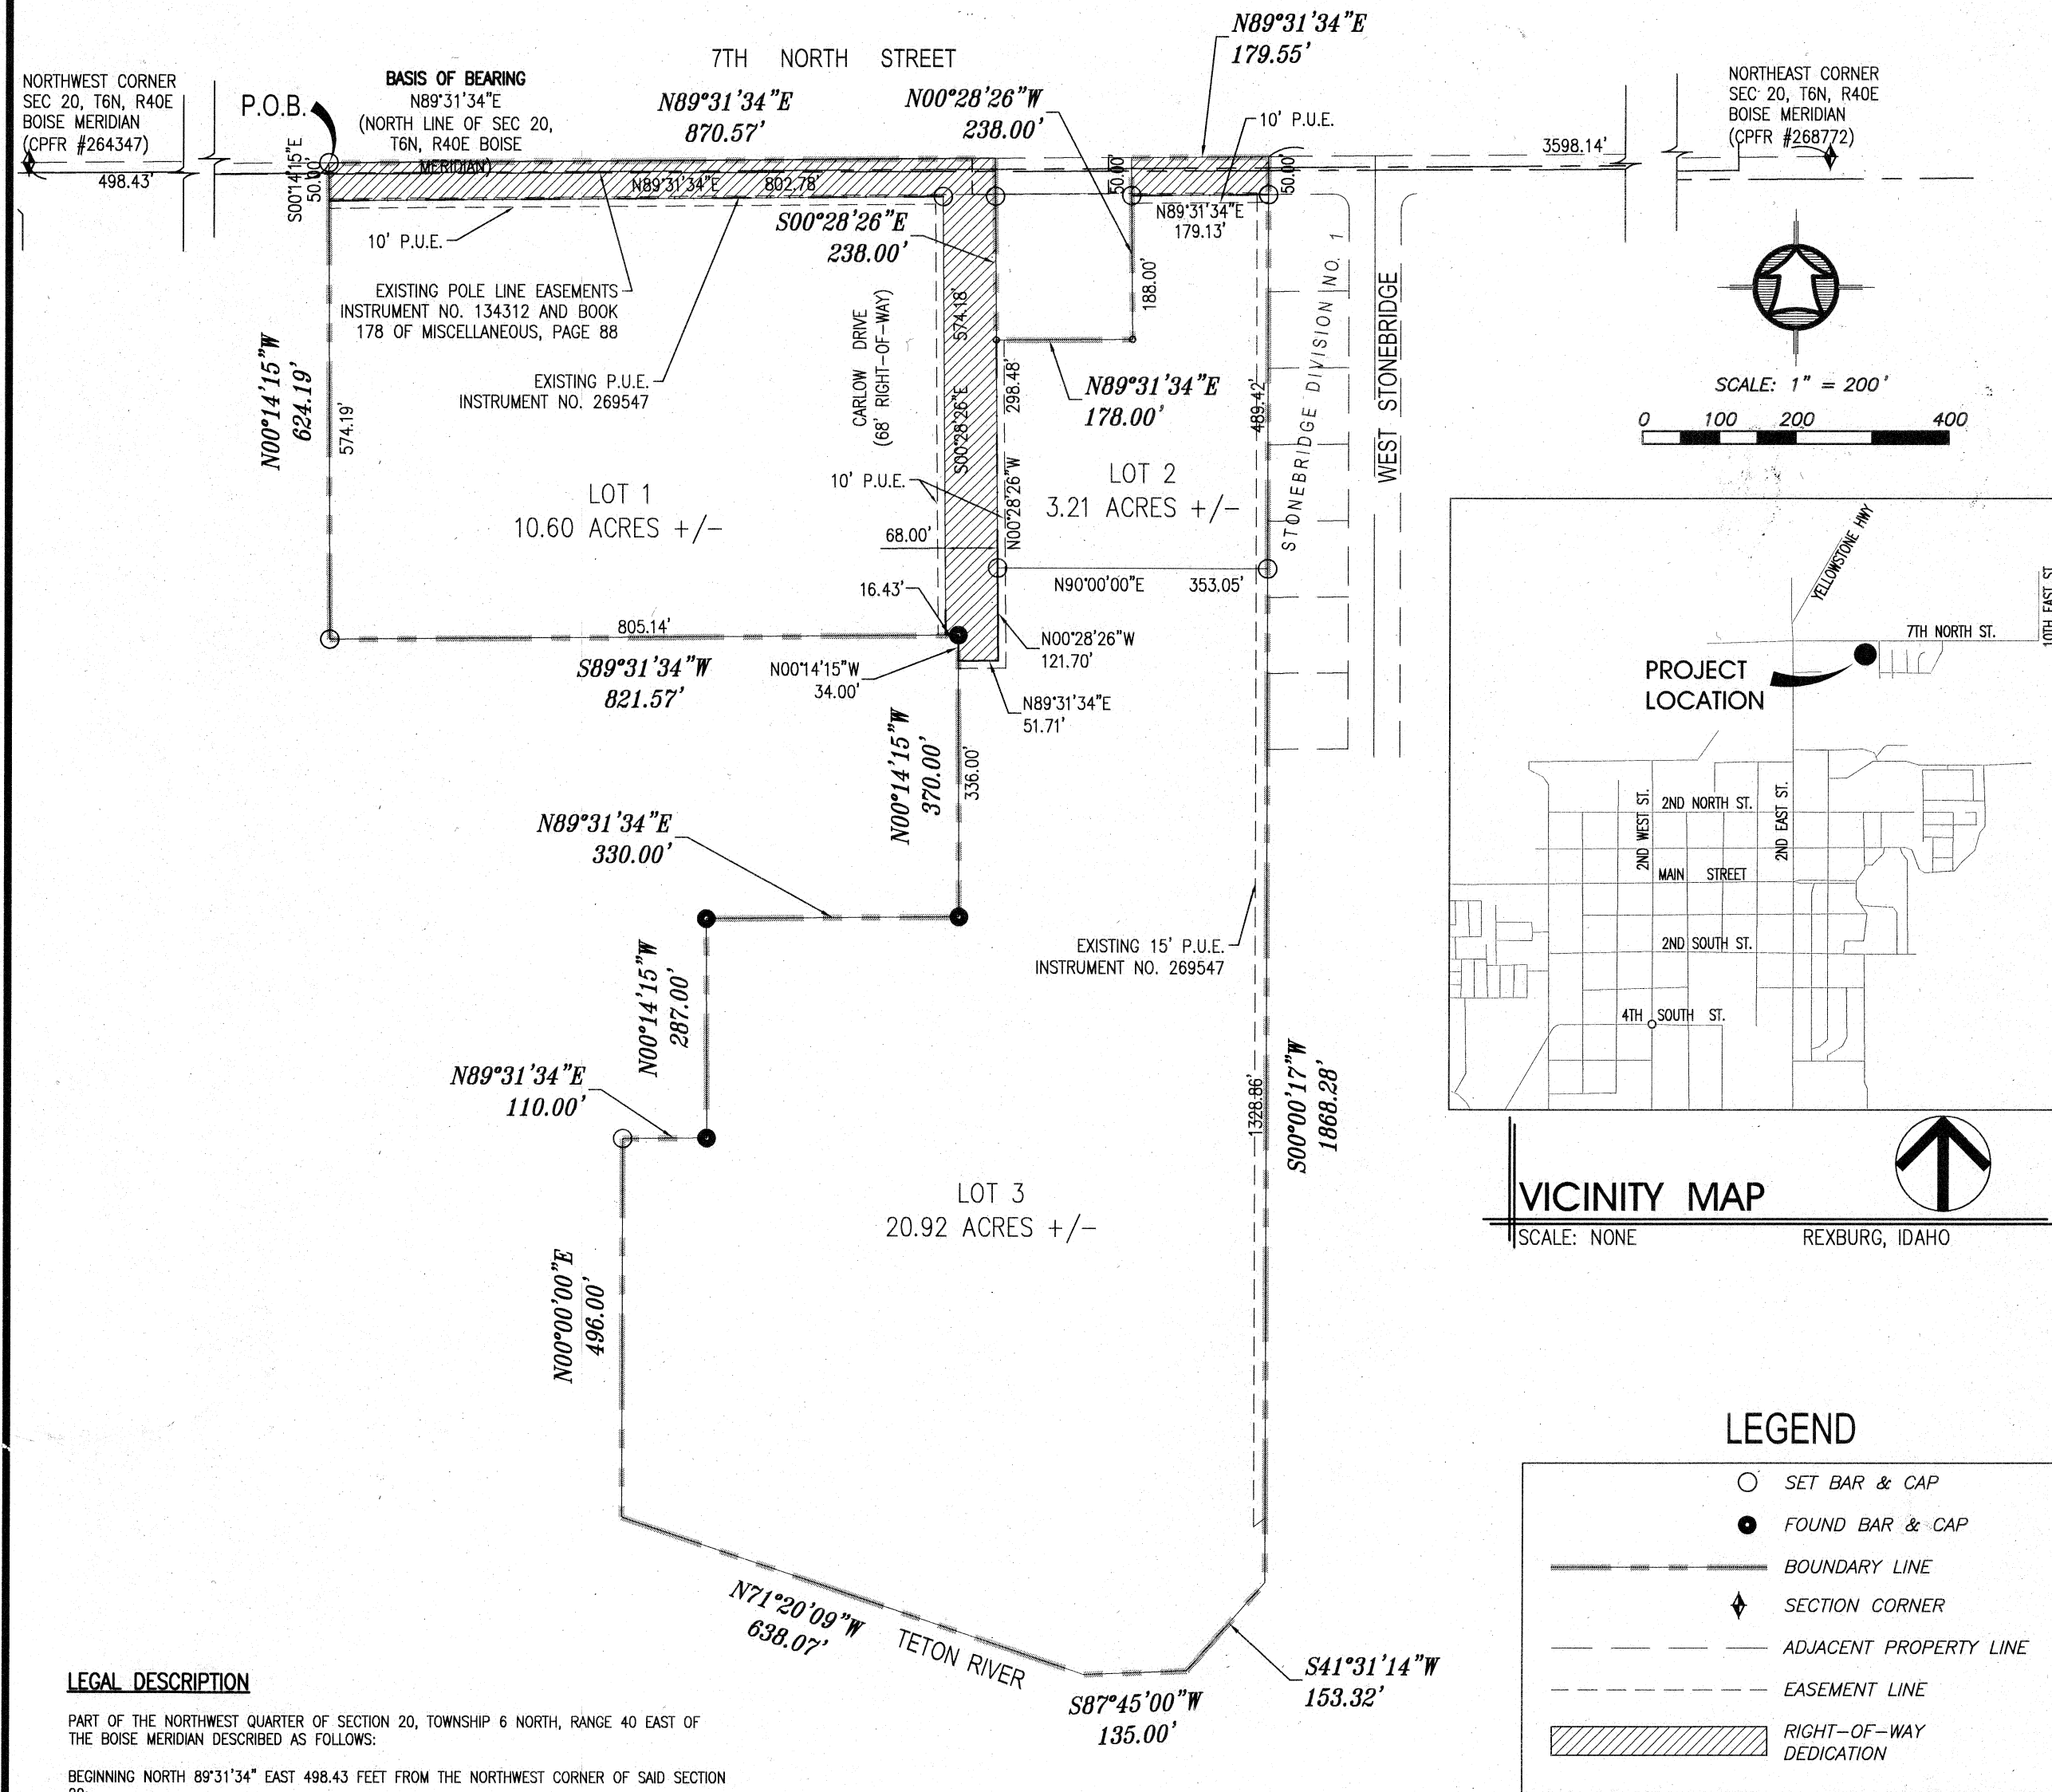 7TH NORTH STREET
N89°31'34"E
179.55'
NORTHWEST CORNER
SEC 20, T6N, R40E
BOISE MERIDIAN
(CPFR #264347)
498.43'
P.O.B.
BASIS OF BEARING
N89°31'34"E
(NORTH LINE OF SEC 20,
T6N, R40E BOISE
MERIDIAN)
N89°31'34"E
870.57'
N00°28'26"W
238.00'
10' P.U.E.
3598.14'
NORTHEAST CORNER
SEC 20, T6N, R40E
BOISE MERIDIAN
(CPFR #268772)
S00°14'15"E
50.00'
N89°31'34"E 802.78'
50.00'
50.00'
N89°31'34"E
179.13'
10' P.U.E.
S00°28'26"E
238.00'
EXISTING POLE LINE EASEMENTS
INSTRUMENT NO. 134312 AND BOOK
178 OF MISCELLANEOUS, PAGE 88
EXISTING P.U.E.
INSTRUMENT NO. 269547
N00°14'15"W
624.19'
574.19'
CARLOW DRIVE
(68' RIGHT-OF-WAY)
S00°28'26"E 574.18'
188.00'
N89°31'34"E
178.00'
N00°28'26"W 298.48'
489.42'
STONEBRIDGE DIVISION NO. 1
WEST STONEBRIDGE
SCALE: 1" = 200'
0 100 200 400
LOT 1
10.60 ACRES +/-
10' P.U.E.
LOT 2
3.21 ACRES +/-
68.00'
N90°00'00"E 353.05'
16.43'
805.14'
S89°31'34"W
821.57'
N00°14'15"W
34.00'
N00°28'26"W
121.70'
N89°31'34"E
51.71'
N00°14'15"W
370.00'
336.00'
N89°31'34"E
330.00'
EXISTING 15' P.U.E.
INSTRUMENT NO. 269547
N00°14'15"W
287.00'
N89°31'34"E
110.00'
1328.86'
S00°00'17"W
1868.28'
LOT 3
20.92 ACRES +/-
N00°00'00"E
496.00'
N71°20'09"W
638.07'
TETON RIVER
S87°45'00"W
135.00'
S41°31'14"W
153.32'
YELLOWSTONE HWY
7TH NORTH ST.
10TH EAST ST.
PROJECT
LOCATION
2ND WEST ST.
2ND NORTH ST.
2ND EAST ST.
MAIN STREET
2ND SOUTH ST.
4TH SOUTH ST.
VICINITY MAP
SCALE: NONE REXBURG, IDAHO
LEGEND
SET BAR & CAP
FOUND BAR & CAP
BOUNDARY LINE
SECTION CORNER
ADJACENT PROPERTY LINE
EASEMENT LINE
RIGHT-OF-WAY
DEDICATION
LEGAL DESCRIPTION
PART OF THE NORTHWEST QUARTER OF SECTION 20, TOWNSHIP 6 NORTH, RANGE 40 EAST OF
THE BOISE MERIDIAN DESCRIBED AS FOLLOWS:
BEGINNING NORTH 89°31'34" EAST 498.43 FEET FROM THE NORTHWEST CORNER OF SAID SECTION